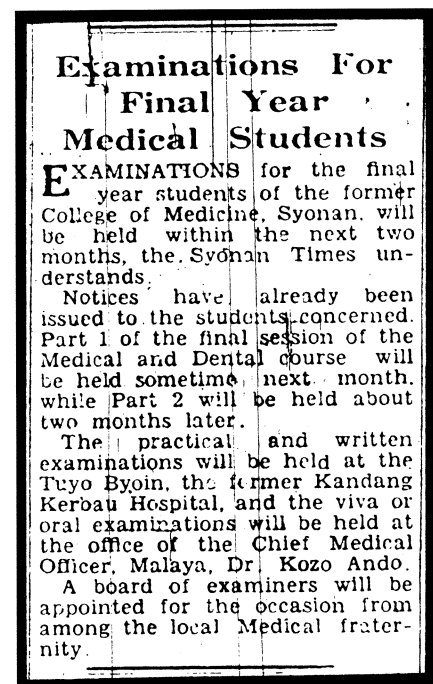 Examinations For
Final Year
Medical Students
EXAMINATIONS for the final
year students of the former
College of Medicine, Syonan, will
be held within the next two
months, the Syonan Times un-
derstands.
Notices have already been
issued to the students concerned.
Part 1 of the final session of the
Medical and Dental course will
be held sometime next month,
while Part 2 will be held about
two months later.
The practical and written
examinations will be held at the
Tuyo Byoin, the former Kandang
Kerbau Hospital, and the viva or
oral examinations will be held at
the office of the Chief Medical
Officer, Malaya, Dr. Kozo Ando.
A board of examiners will be
appointed for the occasion from
among the local Medical frater-
nity.